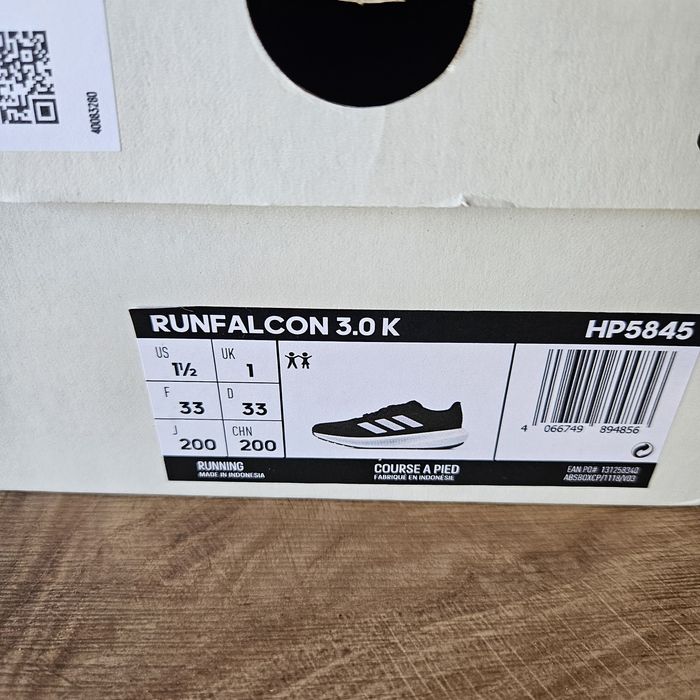 40083280
RUNFALCON 3.0 K HP5845
US 1½ UK 1
F 33 D 33
J 200 CHN 200
4 066749 894856
RUNNING COURSE A PIED EAN PO# 131258340
MADE IN INDONESIA FABRIQUÉ EN INDONÉSIE ABSBOXCP/1118/V03